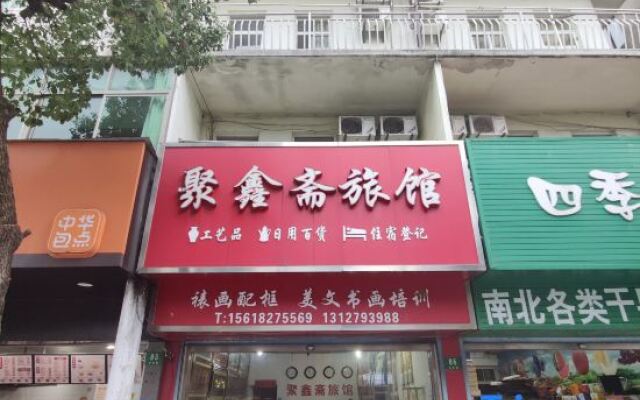 聚鑫斋旅馆
工艺品 日用百货 住宿登记
裱画配框 美文书画培训
T:15618275569 1312793988
聚鑫斋旅馆
中华
包点
四季
南北各类干